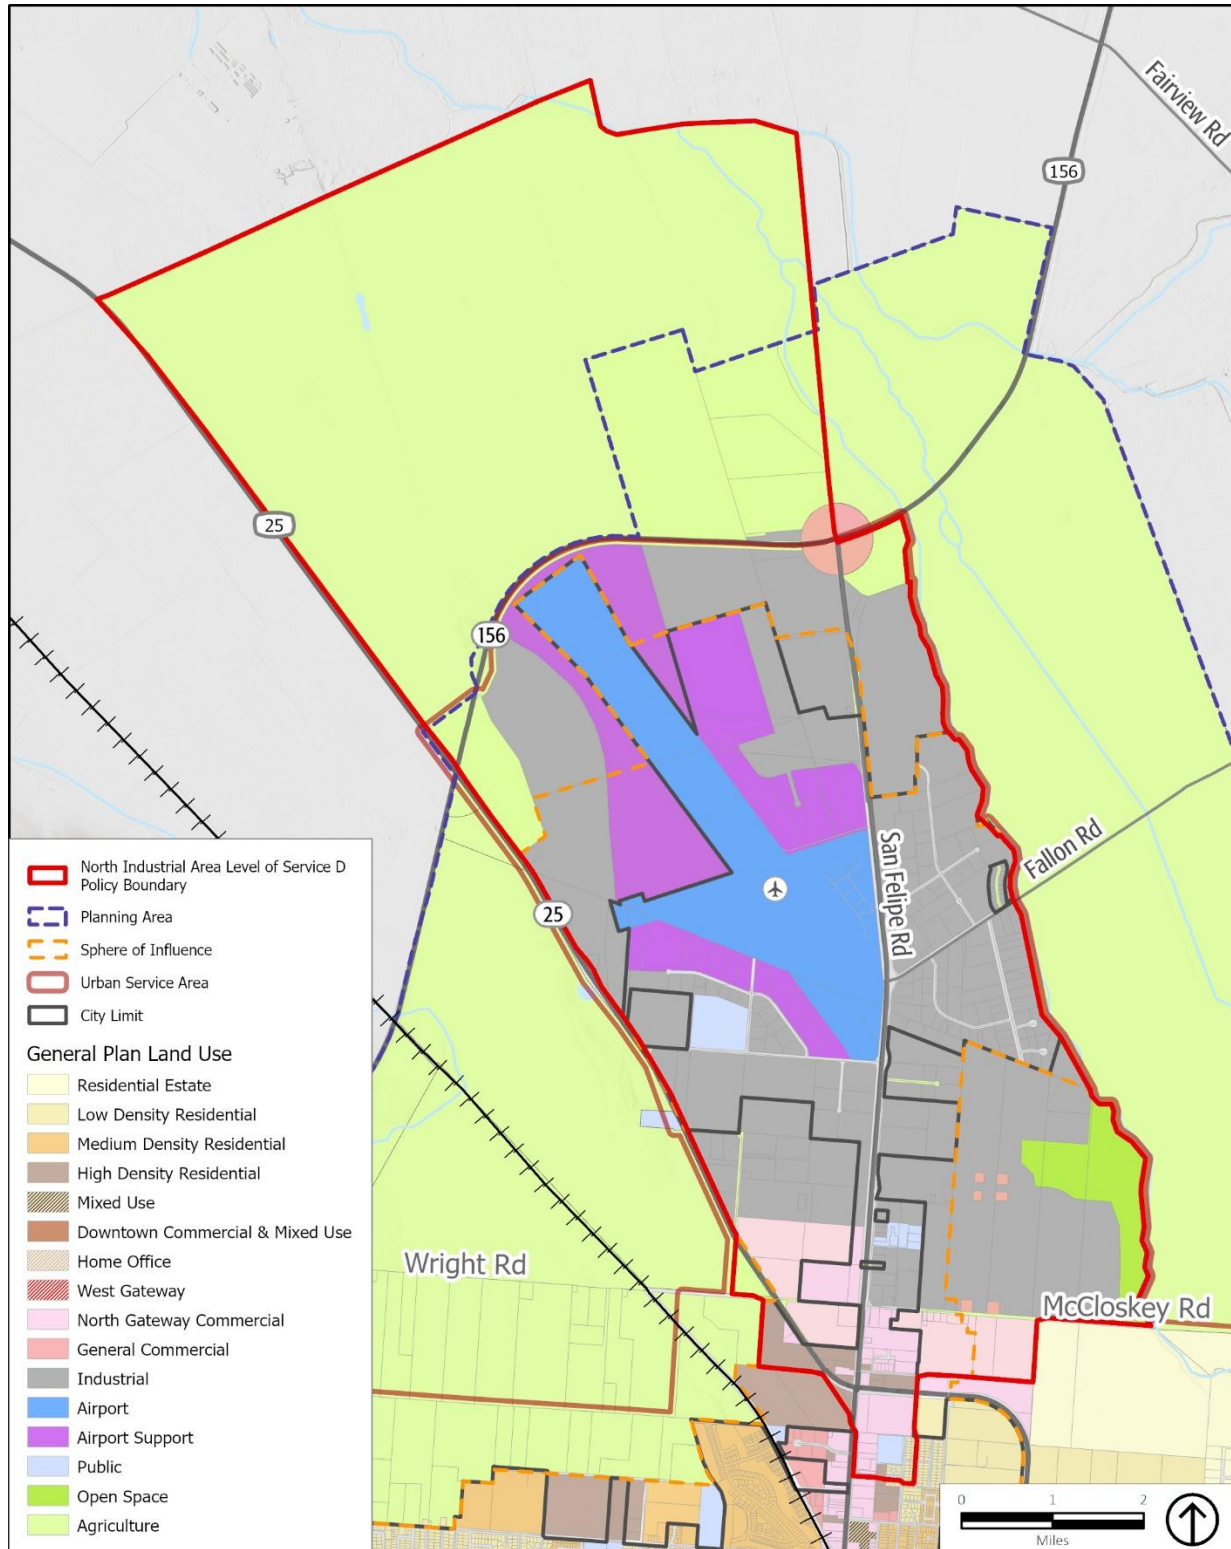 Fairview Rd
156
25
156
25
San Felipe Rd
Fallon Rd
Wright Rd
McCloskey Rd
North Industrial Area Level of Service D
Policy Boundary
Planning Area
Sphere of Influence
Urban Service Area
City Limit
General Plan Land Use
Residential Estate
Low Density Residential
Medium Density Residential
High Density Residential
Mixed Use
Downtown Commercial & Mixed Use
Home Office
West Gateway
North Gateway Commercial
General Commercial
Industrial
Airport
Airport Support
Public
Open Space
Agriculture
0 1 2
Miles